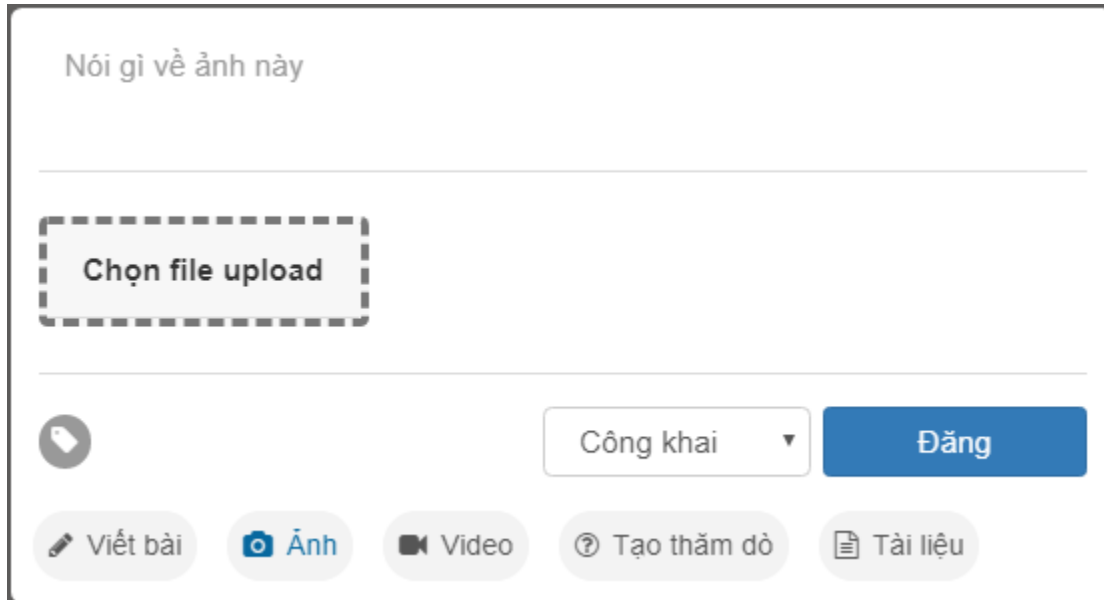 Nói gì về ảnh này
Chọn file upload
Công khai Đăng
Viết bài Ảnh Video Tạo thăm dò Tài liệu